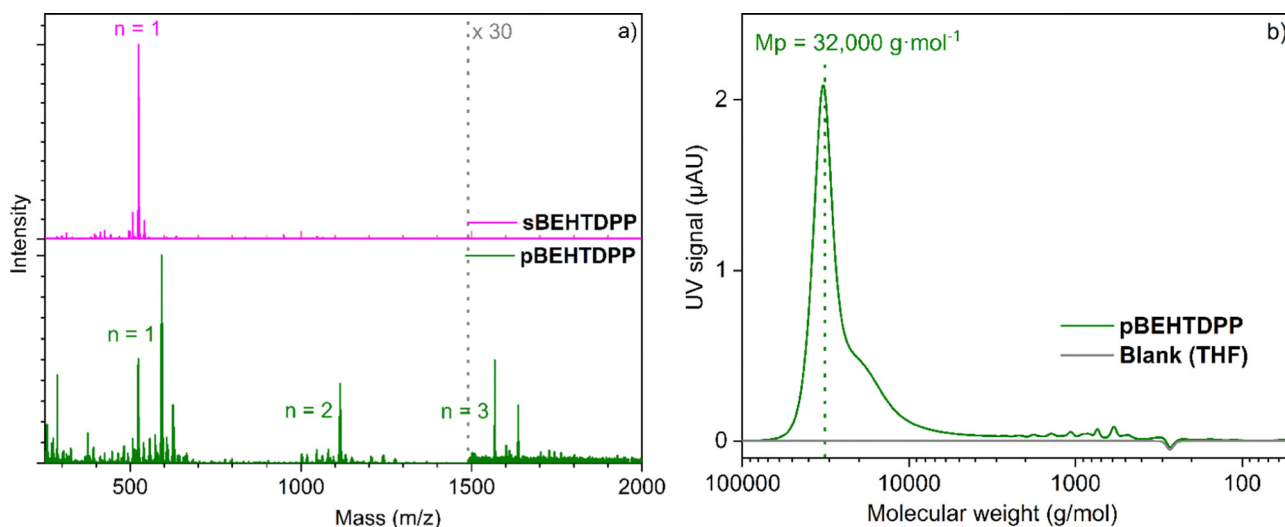 n = 1
x 30
a)
sBEHTDPP
pBEHTDPP
n = 1
n = 2
n = 3
Intensity
500
1000
1500
2000
Mass (m/z)
b)
Mp = 32,000 g·mol⁻¹
2
1
0
UV signal (µAU)
pBEHTDPP
Blank (THF)
100000
10000
1000
100
Molecular weight (g/mol)